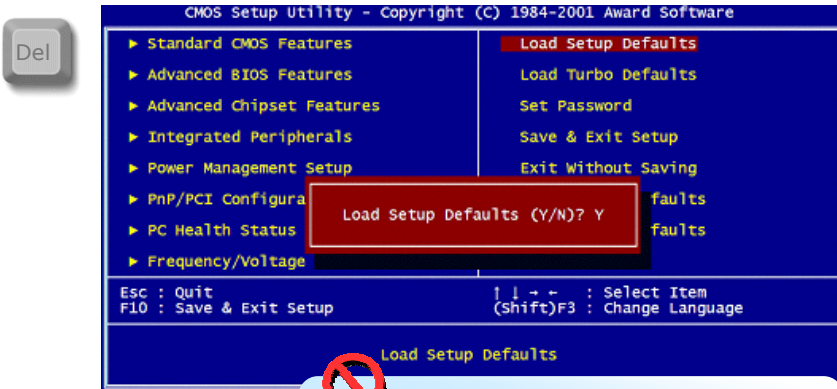 Del
CMOS Setup Utility - Copyright (C) 1984-2001 Award Software
► Standard CMOS Features
► Advanced BIOS Features
► Advanced Chipset Features
► Integrated Peripherals
► Power Management Setup
► PnP/PCI Configura
► PC Health Status
► Frequency/Voltage
Load Setup Defaults
Load Turbo Defaults
Set Password
Save & Exit Setup
Exit Without Saving
faults
faults
Load Setup Defaults (Y/N)? Y
Esc : Quit
F10 : Save & Exit Setup
↑ ↓ → ← : Select Item
(Shift)F3 : Change Language
Load Setup Defaults